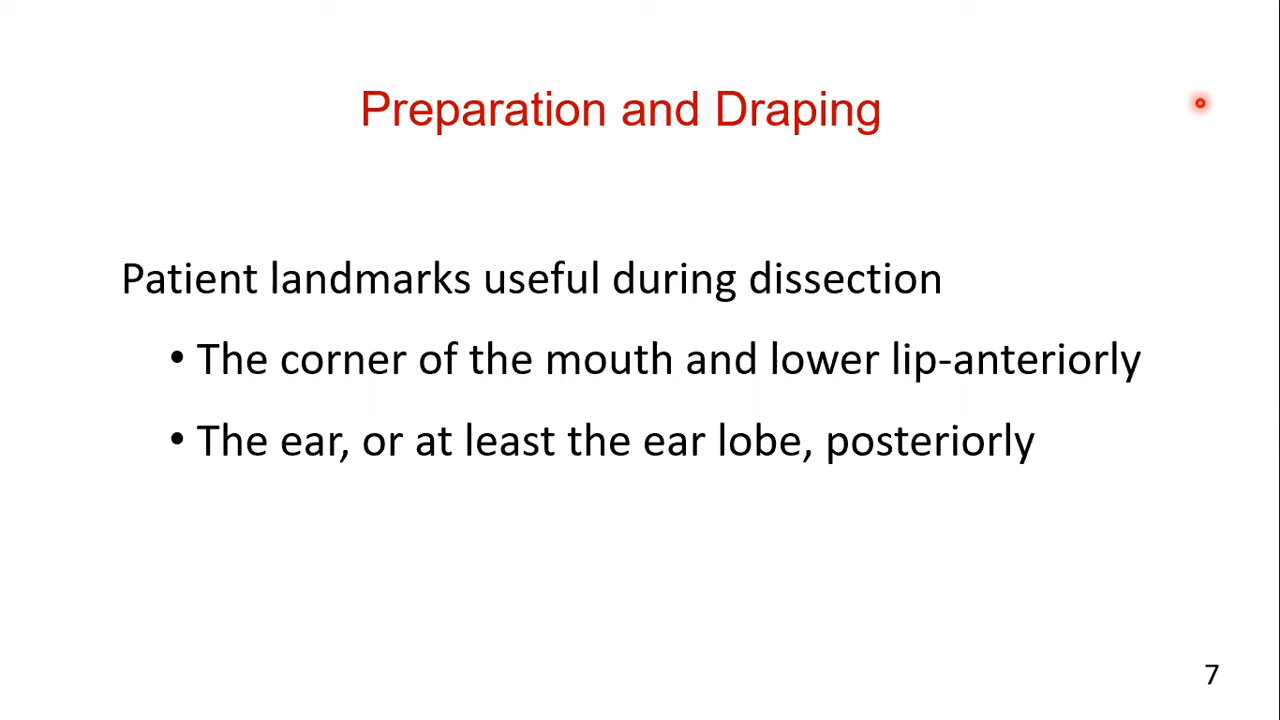 Preparation and Draping
Patient landmarks useful during dissection
• The corner of the mouth and lower lip-anteriorly
• The ear, or at least the ear lobe, posteriorly
7